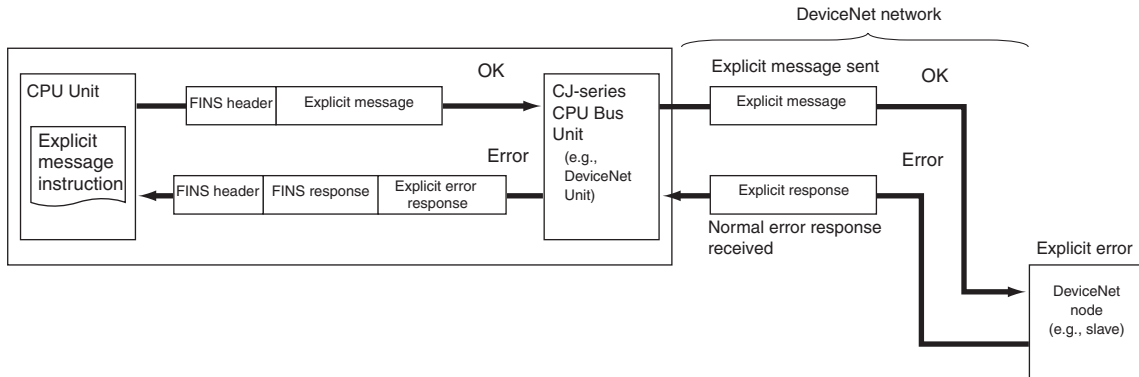 DeviceNet network
CPU Unit
Explicit
message
instruction
FINS header
Explicit message
OK
Error
FINS header
FINS response
Explicit error
response
CJ-series
CPU Bus
Unit
(e.g.,
DeviceNet
Unit)
Explicit message sent
OK
Explicit message
Error
Explicit response
Normal error response
received
Explicit error
DeviceNet
node
(e.g., slave)